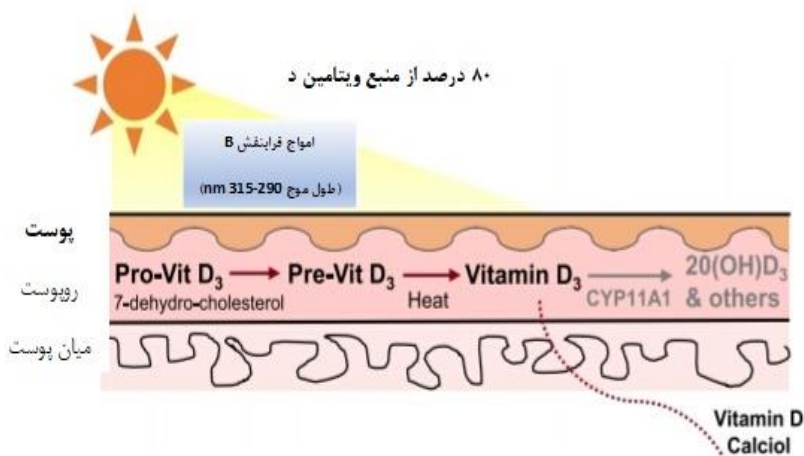 ۸۰ درصد از منبع ویتامین د
امواج فرابنفش B
(طول موج 290-315 nm)
پوست
روپوست
Pro-Vit D₃ Pre-Vit D₃ Vitamin D₃ 20(OH)D₃
7-dehydro-cholesterol Heat CYP11A1 & others
میان پوست
Vitamin D
Calciol